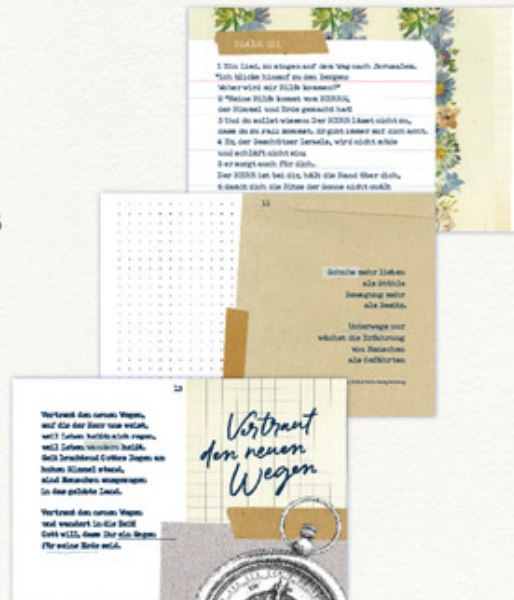 PSALM 121
1 Ein Lied, zu singen auf dem Weg nach Jerusalem.
"Ich blicke hinauf zu den Bergen:
Woher wird mir Hilfe kommen?"
2 "Meine Hilfe kommt vom HERRN,
der Himmel und Erde gemacht hat!
3 Und du sollst wissen: Der HERR lässt nicht zu,
dass du zu Fall kommst. Er gibt immer auf dich acht.
4 Er, der Beschützer Israels, wird nicht müde
und schläft nicht ein;
5 er sorgt auch für dich.
Der HERR ist bei dir, hält die Hand über dich,
6 damit dich die Hitze der Sonne nicht quält
11
Schuhe mehr lieben
als Stühle
Bewegung mehr
als Besitz.
Unterwegs nur
wächst die Erfahrung
von Menschen
als Gefährten
13
Vertraut den neuen Wegen,
auf die der Herr uns weist,
weil Leben heißt: sich regen,
weil Leben wandern heißt.
Seit leuchtend Gottes Bogen am
hohen Himmel stand,
sind Menschen ausgezogen
in das gelobte Land.
Vertraut den neuen Wegen
und wandert in die Zeit!
Gott will, dass ihr ein Segen
für seine Erde seid.
Vertraut
den neuen
Wegen